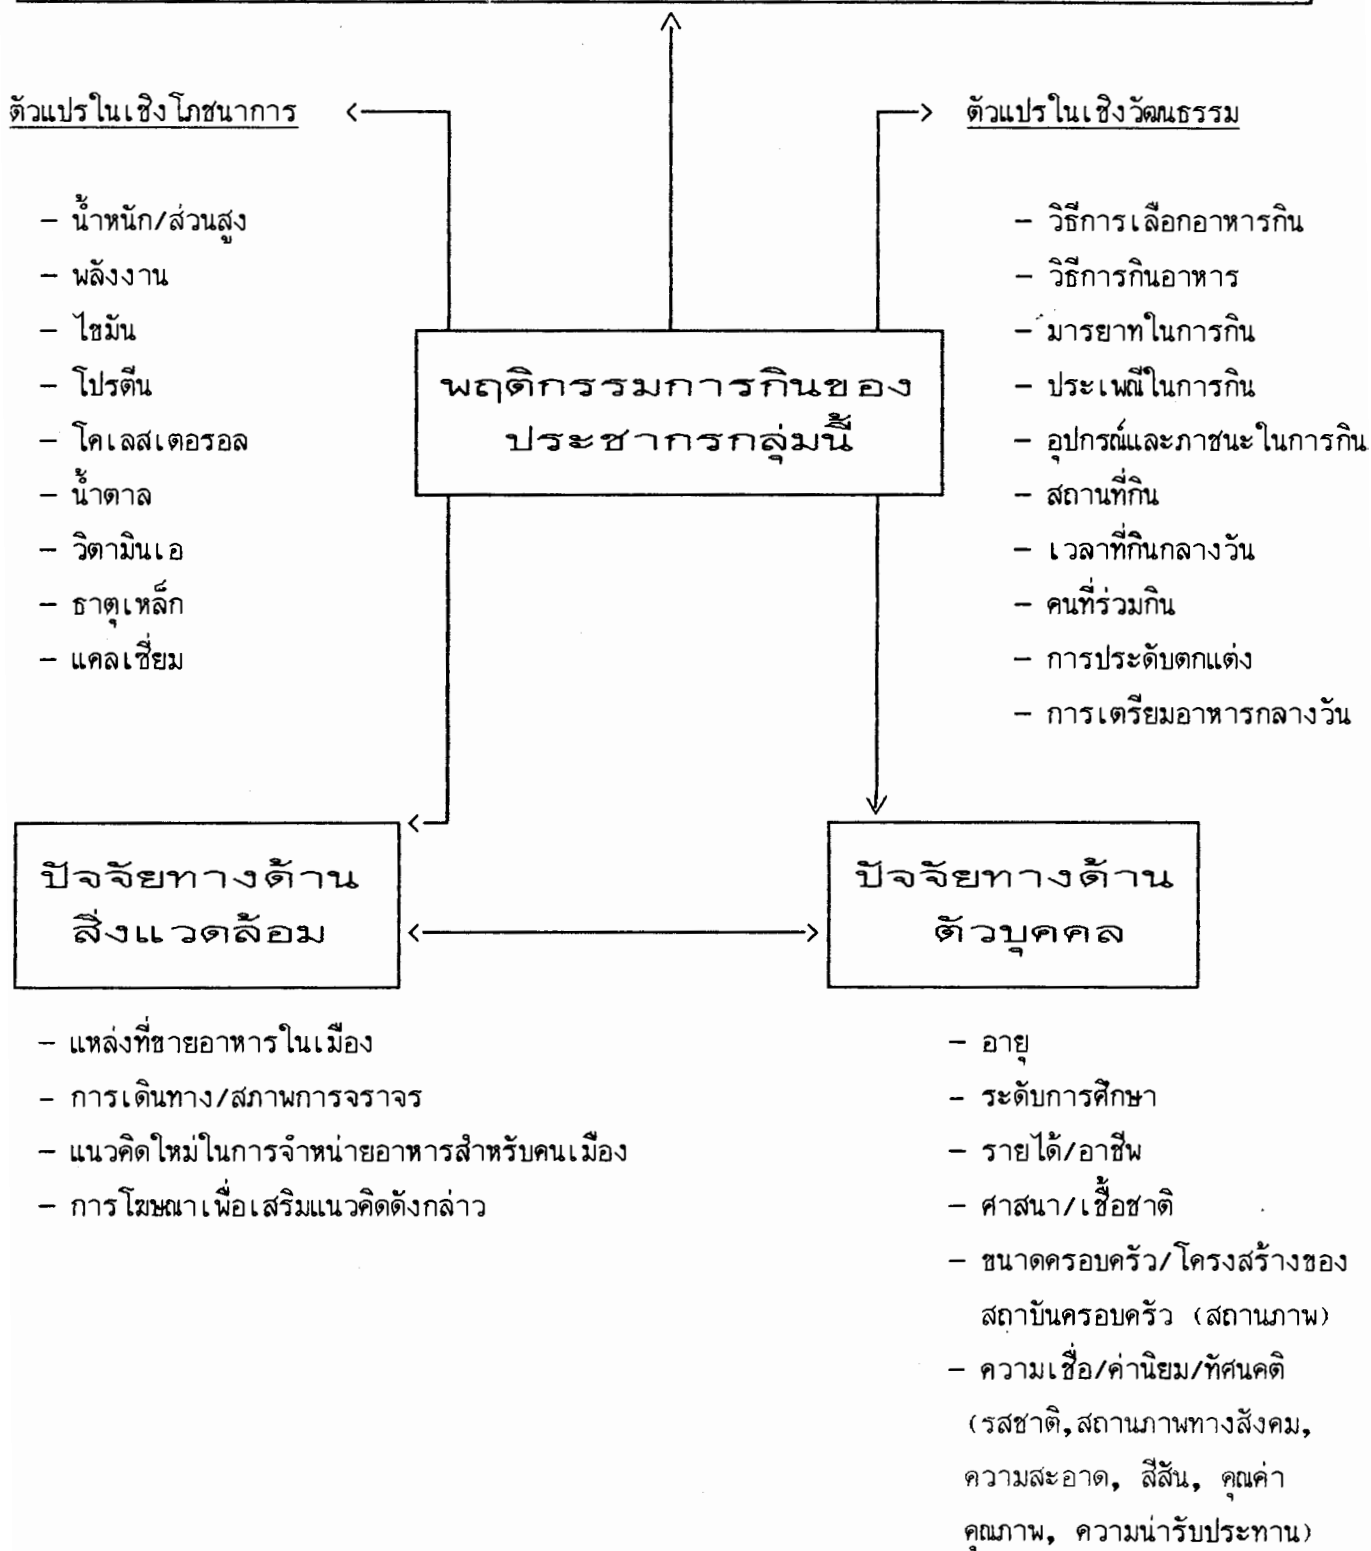 ตัวแปรในเชิงโภชนาการ
ตัวแปรในเชิงวัฒนธรรม
– น้ำหนัก/ส่วนสูง
– พลังงาน
– ไขมัน
– โปรตีน
– โคเลสเตอรอล
– น้ำตาล
– วิตามินเอ
– ธาตุเหล็ก
– แคลเซี่ยม
– วิธีการเลือกอาหารกิน
– วิธีการกินอาหาร
– มารยาทในการกิน
– ประเพณีในการกิน
– อุปกรณ์และภาชนะในการกิน
– สถานที่กิน
– เวลาที่กินกลางวัน
– คนที่ร่วมกิน
– การประดับตกแต่ง
– การเตรียมอาหารกลางวัน
พฤติกรรมการกินของ
ประชากรกลุ่มนี้
ปัจจัยทางด้าน
สิ่งแวดล้อม
ปัจจัยทางด้าน
ตัวบุคคล
– แหล่งที่ขายอาหารในเมือง
– การเดินทาง/สภาพการจราจร
– แนวคิดใหม่ในการจำหน่ายอาหารสำหรับคนเมือง
– การโฆษณาเพื่อเสริมแนวคิดดังกล่าว
– อายุ
– ระดับการศึกษา
– รายได้/อาชีพ
– ศาสนา/เชื้อชาติ
– ขนาดครอบครัว/โครงสร้างของ
สถาบันครอบครัว (สถานภาพ)
– ความเชื่อ/ค่านิยม/ทัศนคติ
(รสชาติ,สถานภาพทางสังคม,
ความสะอาด, สีสัน, คุณค่า
คุณภาพ, ความน่ารับประทาน)